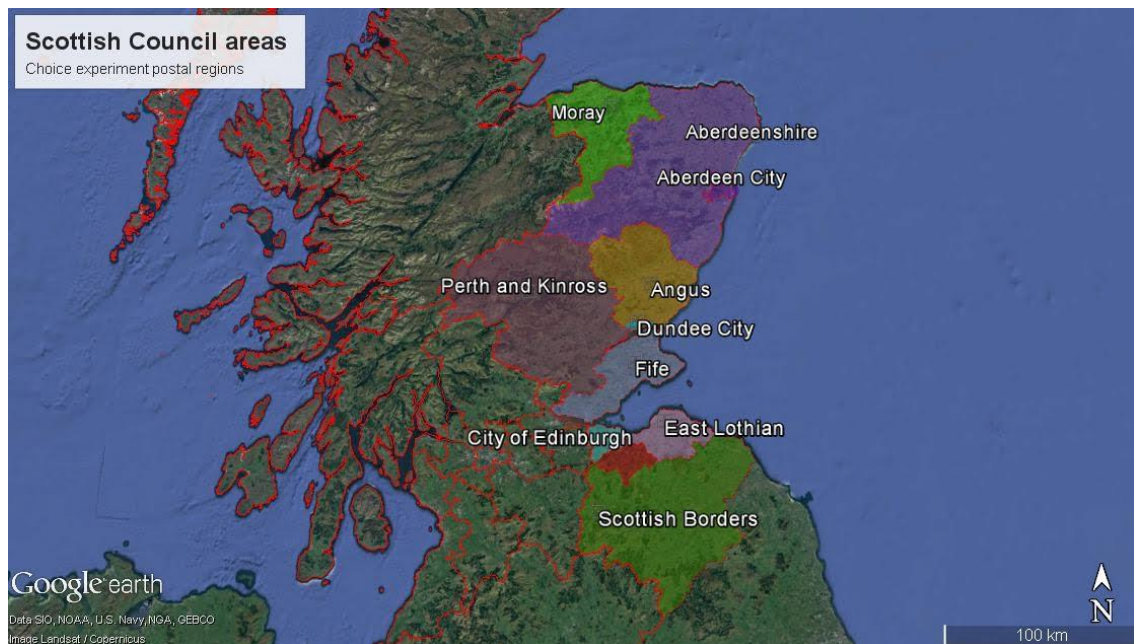 Scottish Council areas
Choice experiment postal regions
Moray
Aberdeenshire
Aberdeen City
Perth and Kinross
Angus
Dundee City
Fife
East Lothian
City of Edinburgh
Scottish Borders
Google earth
Data SIO, NOAA, U.S. Navy,NGA, GEBCO
Image Landsat / Copernicus
N
100 km